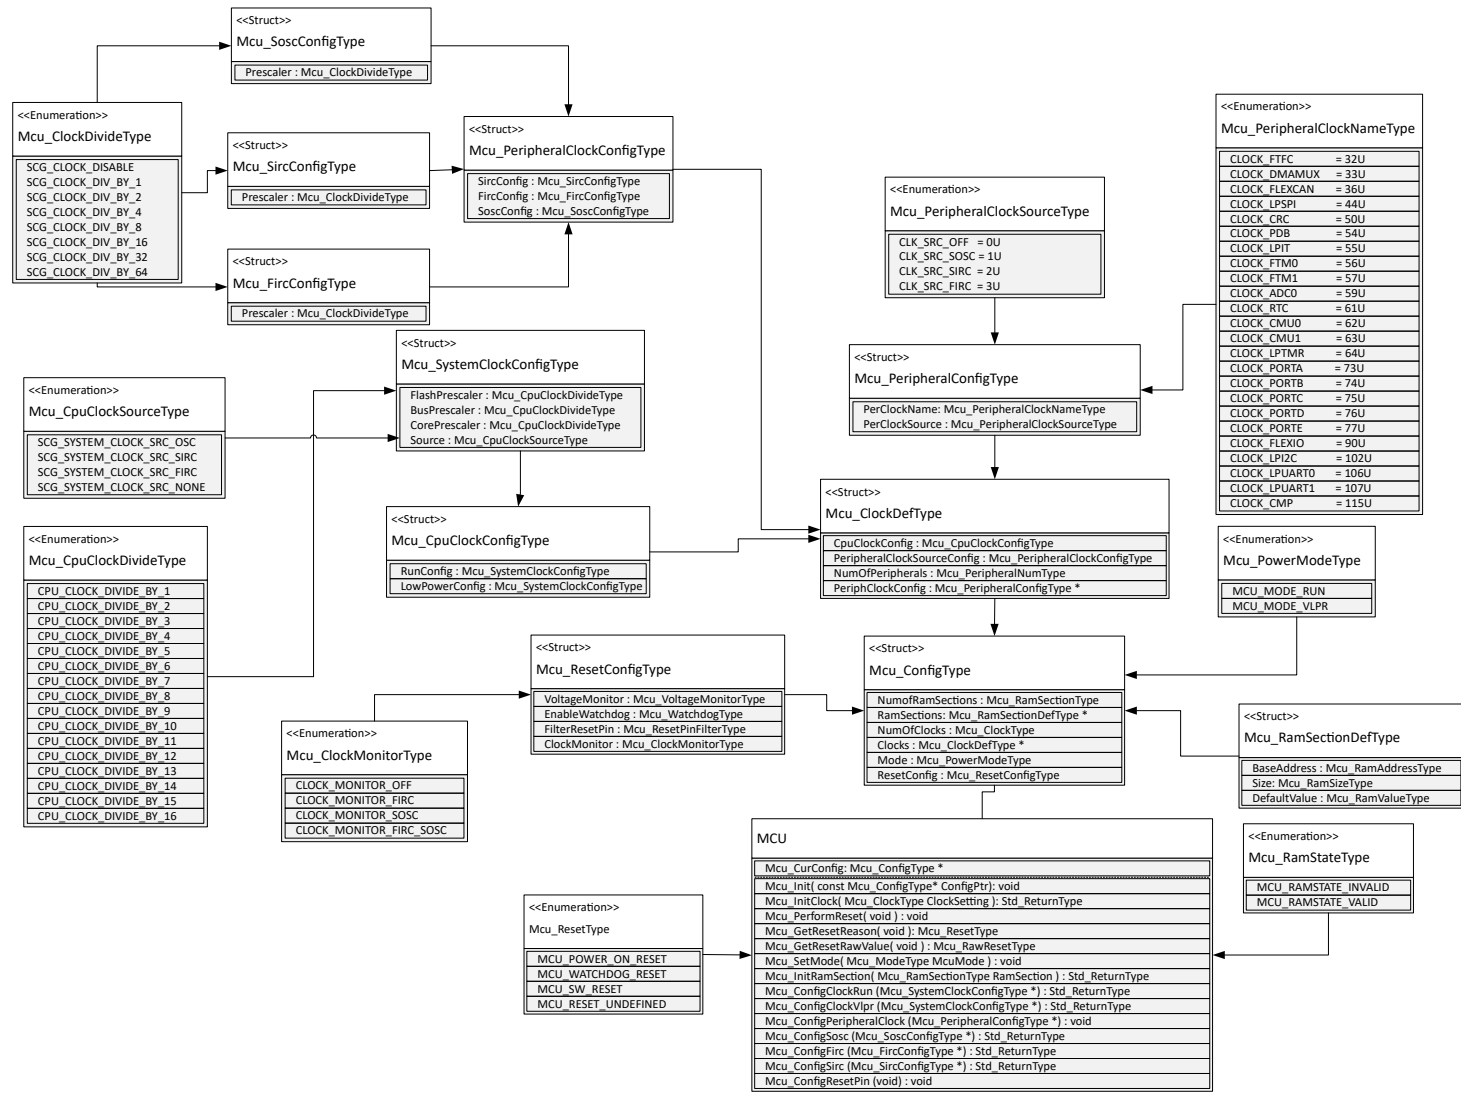 <<Struct>>
Mcu_SoscConfigType
Prescaler : Mcu_ClockDivideType
<<Enumeration>>
Mcu_ClockDivideType
SCG_CLOCK_DISABLE
SCG_CLOCK_DIV_BY_1
SCG_CLOCK_DIV_BY_2
SCG_CLOCK_DIV_BY_4
SCG_CLOCK_DIV_BY_8
SCG_CLOCK_DIV_BY_16
SCG_CLOCK_DIV_BY_32
SCG_CLOCK_DIV_BY_64
<<Struct>>
Mcu_SircConfigType
Prescaler : Mcu_ClockDivideType
<<Struct>>
Mcu_FircConfigType
Prescaler : Mcu_ClockDivideType
<<Struct>>
Mcu_PeripheralClockConfigType
SircConfig : Mcu_SircConfigType
FircConfig : Mcu_FircConfigType
SoscConfig : Mcu_SoscConfigType
<<Enumeration>>
Mcu_PeripheralClockSourceType
CLK_SRC_OFF = 0U
CLK_SRC_SOSC = 1U
CLK_SRC_SIRC = 2U
CLK_SRC_FIRC = 3U
<<Enumeration>>
Mcu_PeripheralClockNameType
CLOCK_FTFC = 32U
CLOCK_DMAMUX = 33U
CLOCK_FLEXCAN = 36U
CLOCK_LPSPI = 44U
CLOCK_CRC = 50U
CLOCK_PDB = 54U
CLOCK_LPIT = 55U
CLOCK_FTM0 = 56U
CLOCK_FTM1 = 57U
CLOCK_ADC0 = 59U
CLOCK_RTC = 61U
CLOCK_CMU0 = 62U
CLOCK_CMU1 = 63U
CLOCK_LPTMR = 64U
CLOCK_PORTA = 73U
CLOCK_PORTB = 74U
CLOCK_PORTC = 75U
CLOCK_PORTD = 76U
CLOCK_PORTE = 77U
CLOCK_FLEXIO = 90U
CLOCK_LPI2C = 102U
CLOCK_LPUART0 = 106U
CLOCK_LPUART1 = 107U
CLOCK_CMP = 115U
<<Struct>>
Mcu_SystemClockConfigType
FlashPrescaler : Mcu_CpuClockDivideType
BusPrescaler : Mcu_CpuClockDivideType
CorePrescaler : Mcu_CpuClockDivideType
Source : Mcu_CpuClockSourceType
<<Struct>>
Mcu_PeripheralConfigType
PerClockName: Mcu_PeripheralClockNameType
PerClockSource : Mcu_PeripheralClockSourceType
<<Enumeration>>
Mcu_CpuClockSourceType
SCG_SYSTEM_CLOCK_SRC_OSC
SCG_SYSTEM_CLOCK_SRC_SIRC
SCG_SYSTEM_CLOCK_SRC_FIRC
SCG_SYSTEM_CLOCK_SRC_NONE
<<Struct>>
Mcu_CpuClockConfigType
RunConfig : Mcu_SystemClockConfigType
LowPowerConfig : Mcu_SystemClockConfigType
<<Struct>>
Mcu_ClockDefType
CpuClockConfig : Mcu_CpuClockConfigType
PeripheralClockSourceConfig : Mcu_PeripheralClockConfigType
NumOfPeripherals : Mcu_PeripheralNumType
PeriphClockConfig : Mcu_PeripheralConfigType *
<<Enumeration>>
Mcu_PowerModeType
MCU_MODE_RUN
MCU_MODE_VLPR
<<Enumeration>>
Mcu_CpuClockDivideType
CPU_CLOCK_DIVIDE_BY_1
CPU_CLOCK_DIVIDE_BY_2
CPU_CLOCK_DIVIDE_BY_3
CPU_CLOCK_DIVIDE_BY_4
CPU_CLOCK_DIVIDE_BY_5
CPU_CLOCK_DIVIDE_BY_6
CPU_CLOCK_DIVIDE_BY_7
CPU_CLOCK_DIVIDE_BY_8
CPU_CLOCK_DIVIDE_BY_9
CPU_CLOCK_DIVIDE_BY_10
CPU_CLOCK_DIVIDE_BY_11
CPU_CLOCK_DIVIDE_BY_12
CPU_CLOCK_DIVIDE_BY_13
CPU_CLOCK_DIVIDE_BY_14
CPU_CLOCK_DIVIDE_BY_15
CPU_CLOCK_DIVIDE_BY_16
<<Struct>>
Mcu_ResetConfigType
VoltageMonitor : Mcu_VoltageMonitorType
EnableWatchdog : Mcu_WatchdogType
FilterResetPin : Mcu_ResetPinFilterType
ClockMonitor : Mcu_ClockMonitorType
<<Struct>>
Mcu_ConfigType
NumofRamSections : Mcu_RamSectionType
RamSections: Mcu_RamSectionDefType *
NumOfClocks : Mcu_ClockType
Clocks : Mcu_ClockDefType *
Mode : Mcu_PowerModeType
ResetConfig : Mcu_ResetConfigType
<<Struct>>
Mcu_RamSectionDefType
BaseAddress : Mcu_RamAddressType
Size: Mcu_RamSizeType
DefaultValue : Mcu_RamValueType
<<Enumeration>>
Mcu_ClockMonitorType
CLOCK_MONITOR_OFF
CLOCK_MONITOR_FIRC
CLOCK_MONITOR_SOSC
CLOCK_MONITOR_FIRC_SOSC
MCU
Mcu_CurConfig: Mcu_ConfigType *
Mcu_Init( const Mcu_ConfigType* ConfigPtr): void
Mcu_InitClock( Mcu_ClockType ClockSetting ): Std_ReturnType
Mcu_PerformReset( void ) : void
Mcu_GetResetReason( void ): Mcu_ResetType
Mcu_GetResetRawValue( void ) : Mcu_RawResetType
Mcu_SetMode( Mcu_ModeType McuMode ) : void
Mcu_InitRamSection( Mcu_RamSectionType RamSection ) : Std_ReturnType
Mcu_ConfigClockRun (Mcu_SystemClockConfigType *) : Std_ReturnType
Mcu_ConfigClockVlpr (Mcu_SystemClockConfigType *) : Std_ReturnType
Mcu_ConfigPeripheralClock (Mcu_PeripheralConfigType *) : void
Mcu_ConfigSosc (Mcu_SoscConfigType *) : Std_ReturnType
Mcu_ConfigFirc (Mcu_FircConfigType *) : Std_ReturnType
Mcu_ConfigSirc (Mcu_SircConfigType *) : Std_ReturnType
Mcu_ConfigResetPin (void) : void
<<Enumeration>>
Mcu_RamStateType
MCU_RAMSTATE_INVALID
MCU_RAMSTATE_VALID
<<Enumeration>>
Mcu_ResetType
MCU_POWER_ON_RESET
MCU_WATCHDOG_RESET
MCU_SW_RESET
MCU_RESET_UNDEFINED